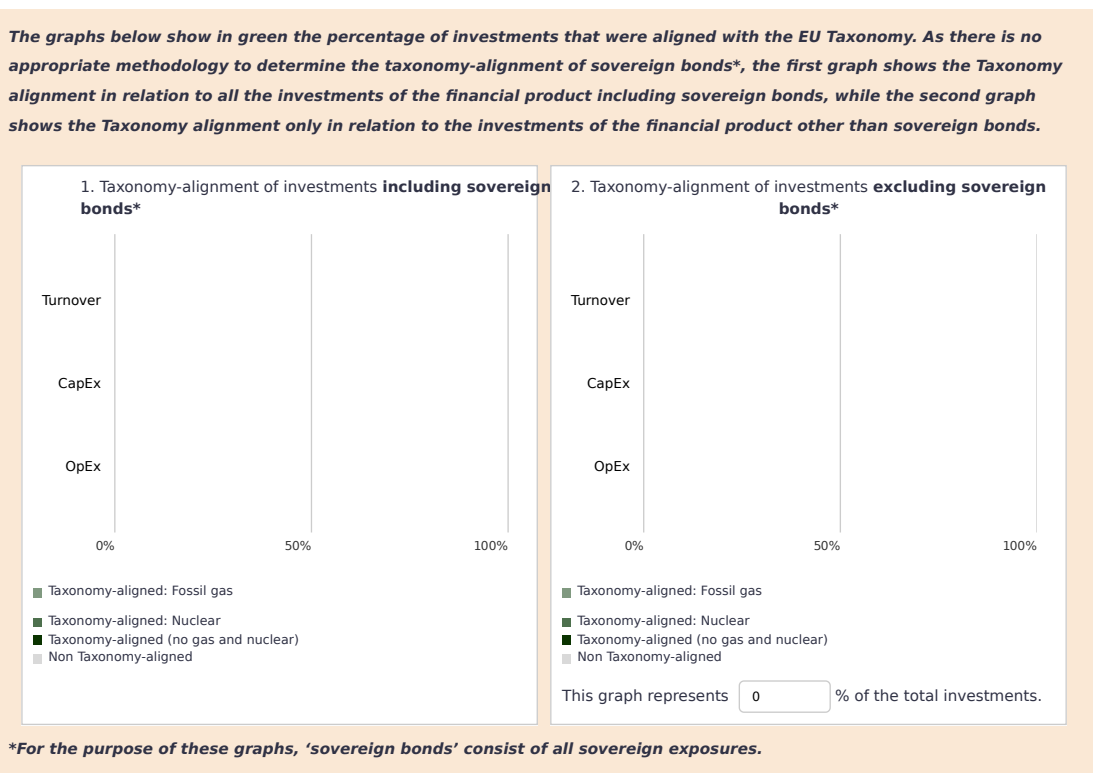 The graphs below show in green the percentage of investments that were aligned with the EU Taxonomy. As there is no
appropriate methodology to determine the taxonomy-alignment of sovereign bonds*, the first graph shows the Taxonomy
alignment in relation to all the investments of the financial product including sovereign bonds, while the second graph
shows the Taxonomy alignment only in relation to the investments of the financial product other than sovereign bonds.
1. Taxonomy-alignment of investments including sovereign
bonds*
Turnover
CapEx
OpEx
0% 50% 100%
Taxonomy-aligned: Fossil gas
Taxonomy-aligned: Nuclear
Taxonomy-aligned (no gas and nuclear)
Non Taxonomy-aligned
2. Taxonomy-alignment of investments excluding sovereign
bonds*
Turnover
CapEx
OpEx
0% 50% 100%
Taxonomy-aligned: Fossil gas
Taxonomy-aligned: Nuclear
Taxonomy-aligned (no gas and nuclear)
Non Taxonomy-aligned
This graph represents 0 % of the total investments.
*For the purpose of these graphs, ‘sovereign bonds’ consist of all sovereign exposures.